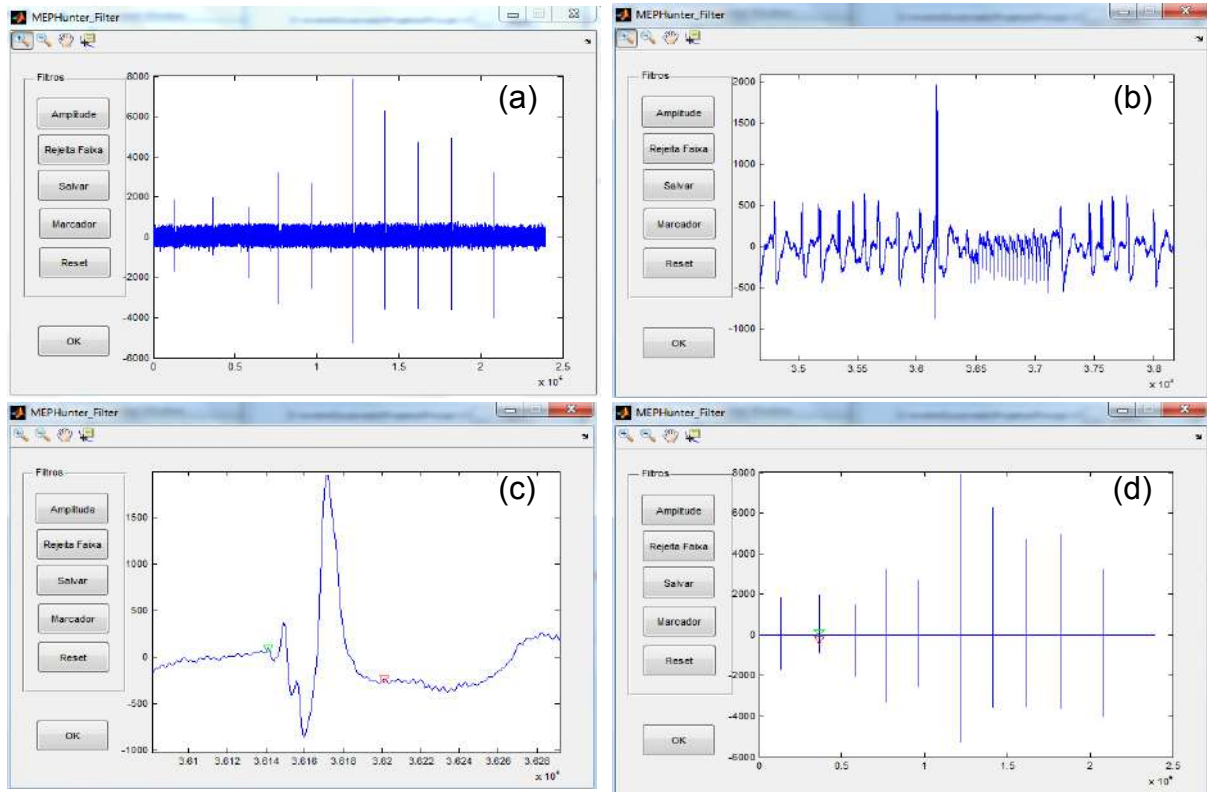 MEPHunter_Filter
(a)
Filtros
Amplitude
Rejeita Faixa
Salvar
Marcador
Reset
OK
8000
6000
4000
2000
0
-2000
-4000
-6000
0 0.5 1 1.5 2 2.5
x 10^4
MEPHunter_Filter
(b)
Filtros
Amplitude
Rejeita Faixa
Salvar
Marcador
Reset
OK
2000
1500
1000
500
0
-500
-1000
3.5 3.55 3.6 3.65 3.7 3.75 3.8
x 10^4
MEPHunter_Filter
(c)
Filtros
Amplitude
Rejeita Faixa
Salvar
Marcador
Reset
OK
1500
1000
500
0
-500
-1000
3.61 3.612 3.614 3.616 3.618 3.62 3.622 3.624 3.626 3.628
x 10^4
MEPHunter_Filter
(d)
Filtros
Amplitude
Rejeita Faixa
Salvar
Marcador
Reset
OK
8000
6000
4000
2000
0
-2000
-4000
-6000
0 0.5 1 1.5 2 2.5